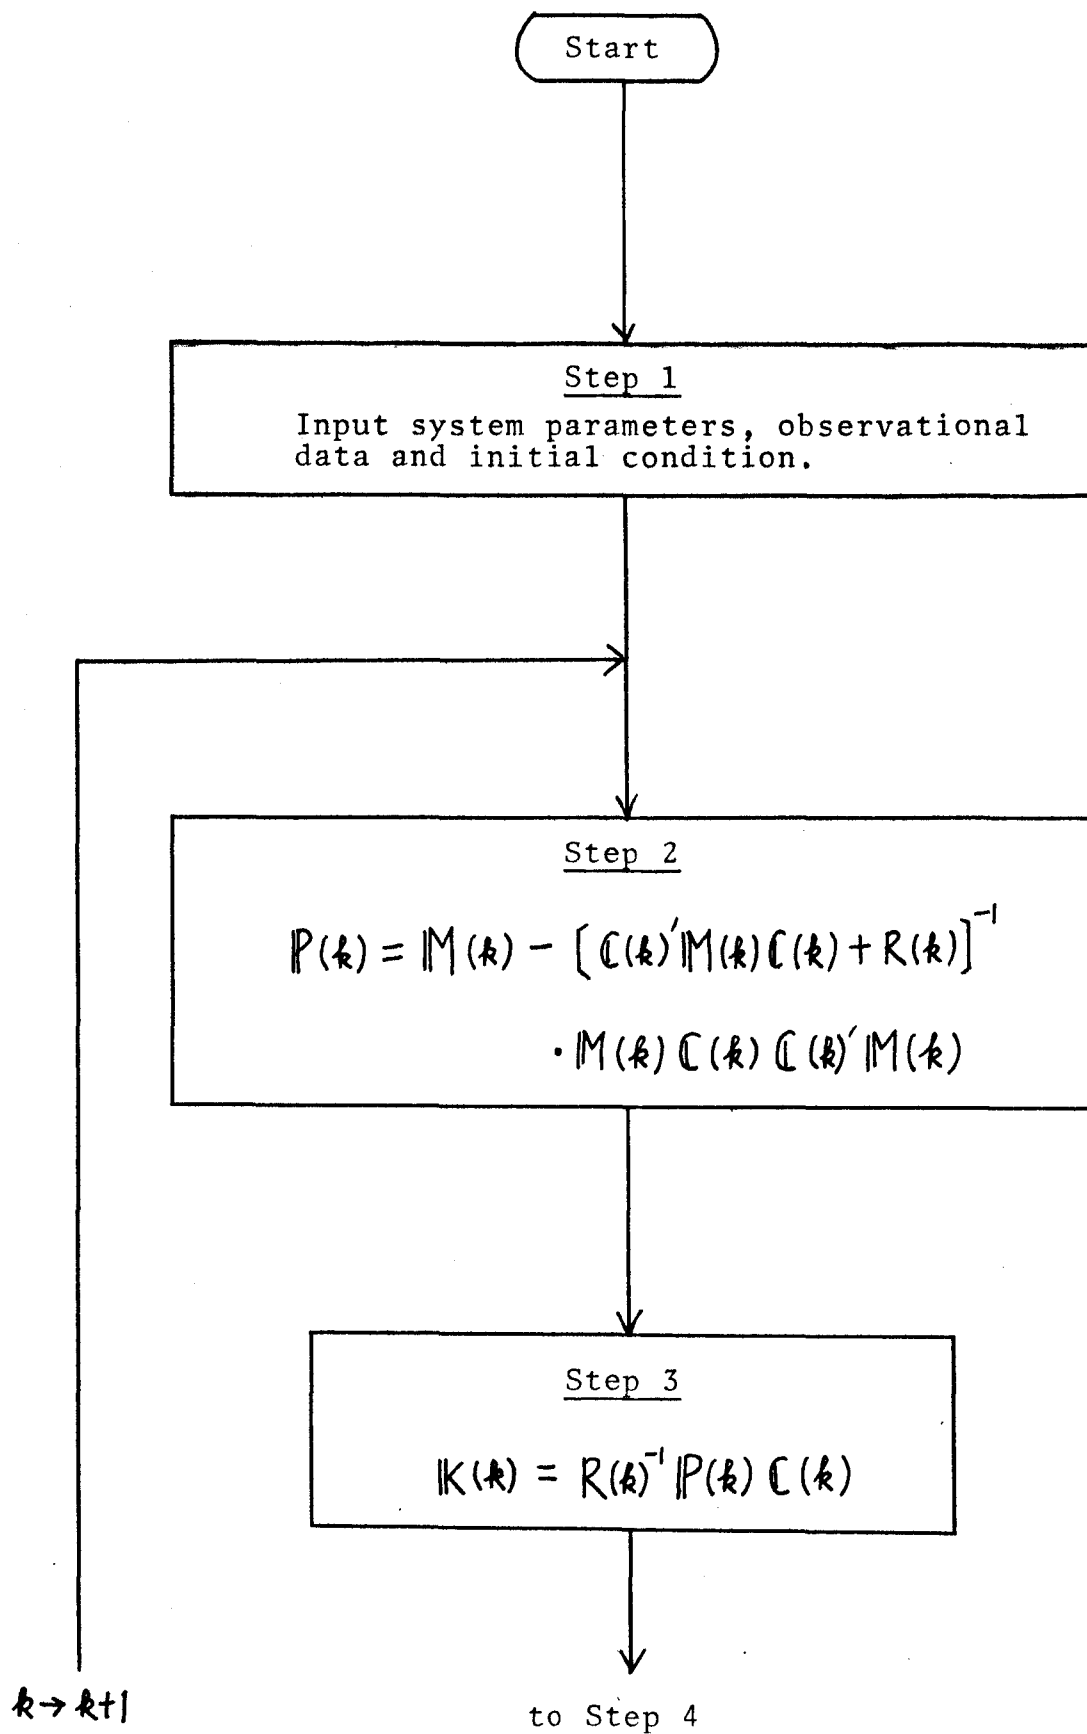 Start
Step 1
Input system parameters, observational
data and initial condition.
Step 2
ℙ(k) = 𝕄(k) − [ ℂ(k)′𝕄(k)ℂ(k) + R(k)]⁻¹
· 𝕄(k) ℂ(k) ℂ(k)′ 𝕄(k)
Step 3
𝕂(k) = R(k)⁻¹ ℙ(k) ℂ(k)
k → k+1
to Step 4